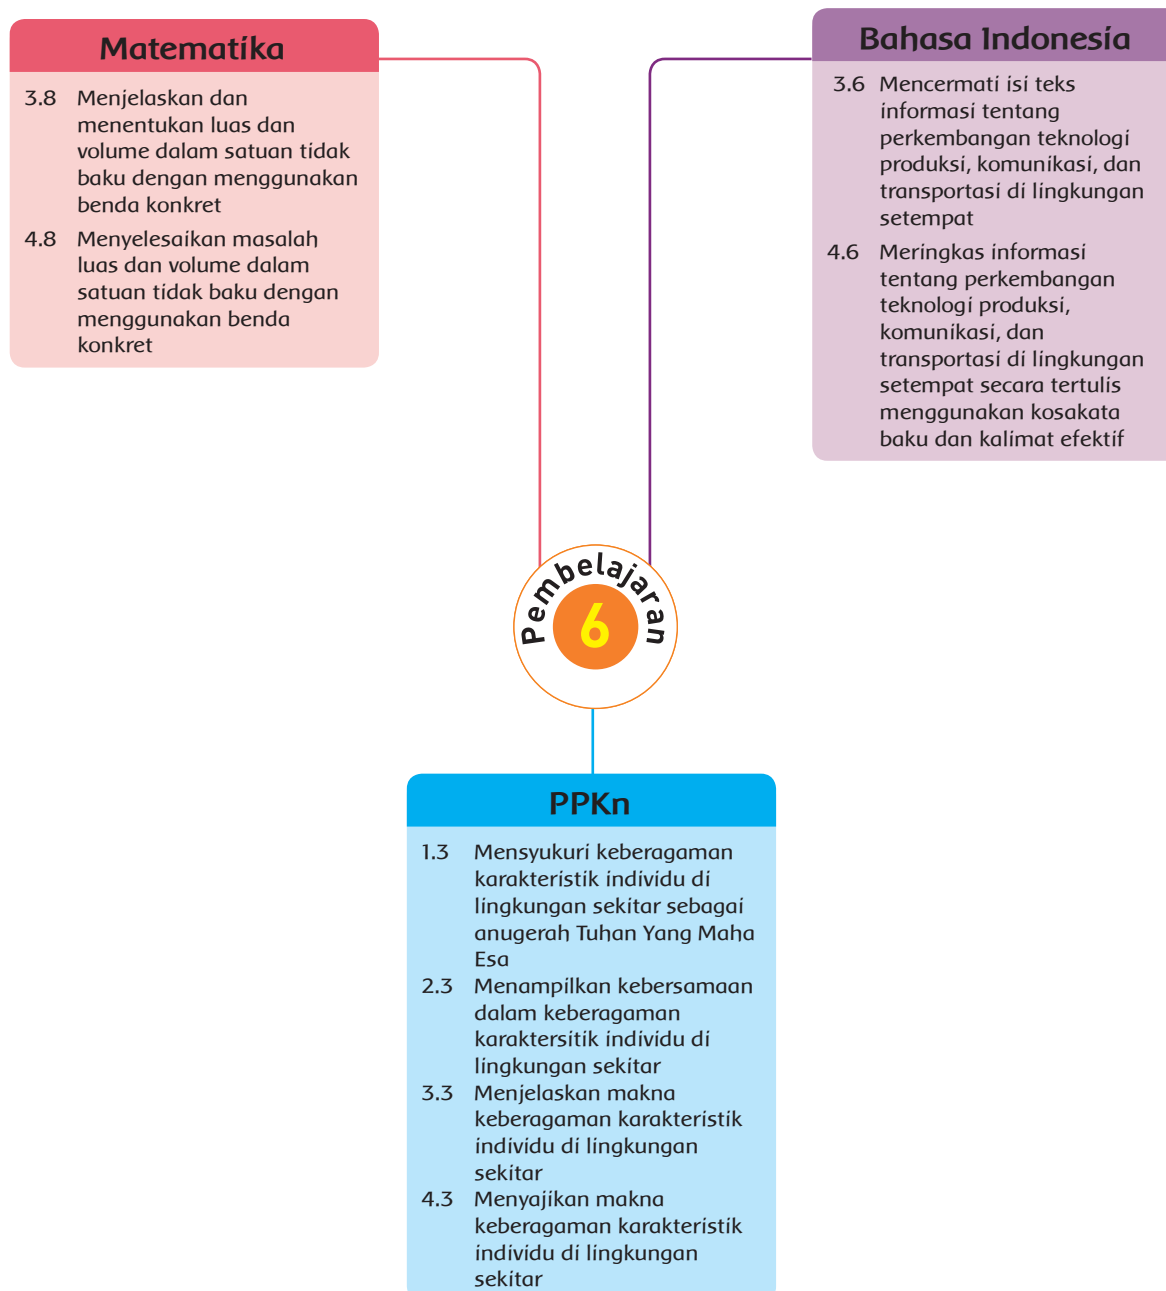 Matematika
3.8 Menjelaskan dan
menentukan luas dan
volume dalam satuan tidak
baku dengan menggunakan
benda konkret
4.8 Menyelesaikan masalah
luas dan volume dalam
satuan tidak baku dengan
menggunakan benda
konkret
Bahasa Indonesia
3.6 Mencermati isi teks
informasi tentang
perkembangan teknologi
produksi, komunikasi, dan
transportasi di lingkungan
setempat
4.6 Meringkas informasi
tentang perkembangan
teknologi produksi,
komunikasi, dan
transportasi di lingkungan
setempat secara tertulis
menggunakan kosakata
baku dan kalimat efektif
Pembelajaran
6
PPKn
1.3 Mensyukuri keberagaman
karakteristik individu di
lingkungan sekitar sebagai
anugerah Tuhan Yang Maha
Esa
2.3 Menampilkan kebersamaan
dalam keberagaman
karaktersitik individu di
lingkungan sekitar
3.3 Menjelaskan makna
keberagaman karakteristik
individu di lingkungan
sekitar
4.3 Menyajikan makna
keberagaman karakteristik
individu di lingkungan
sekitar